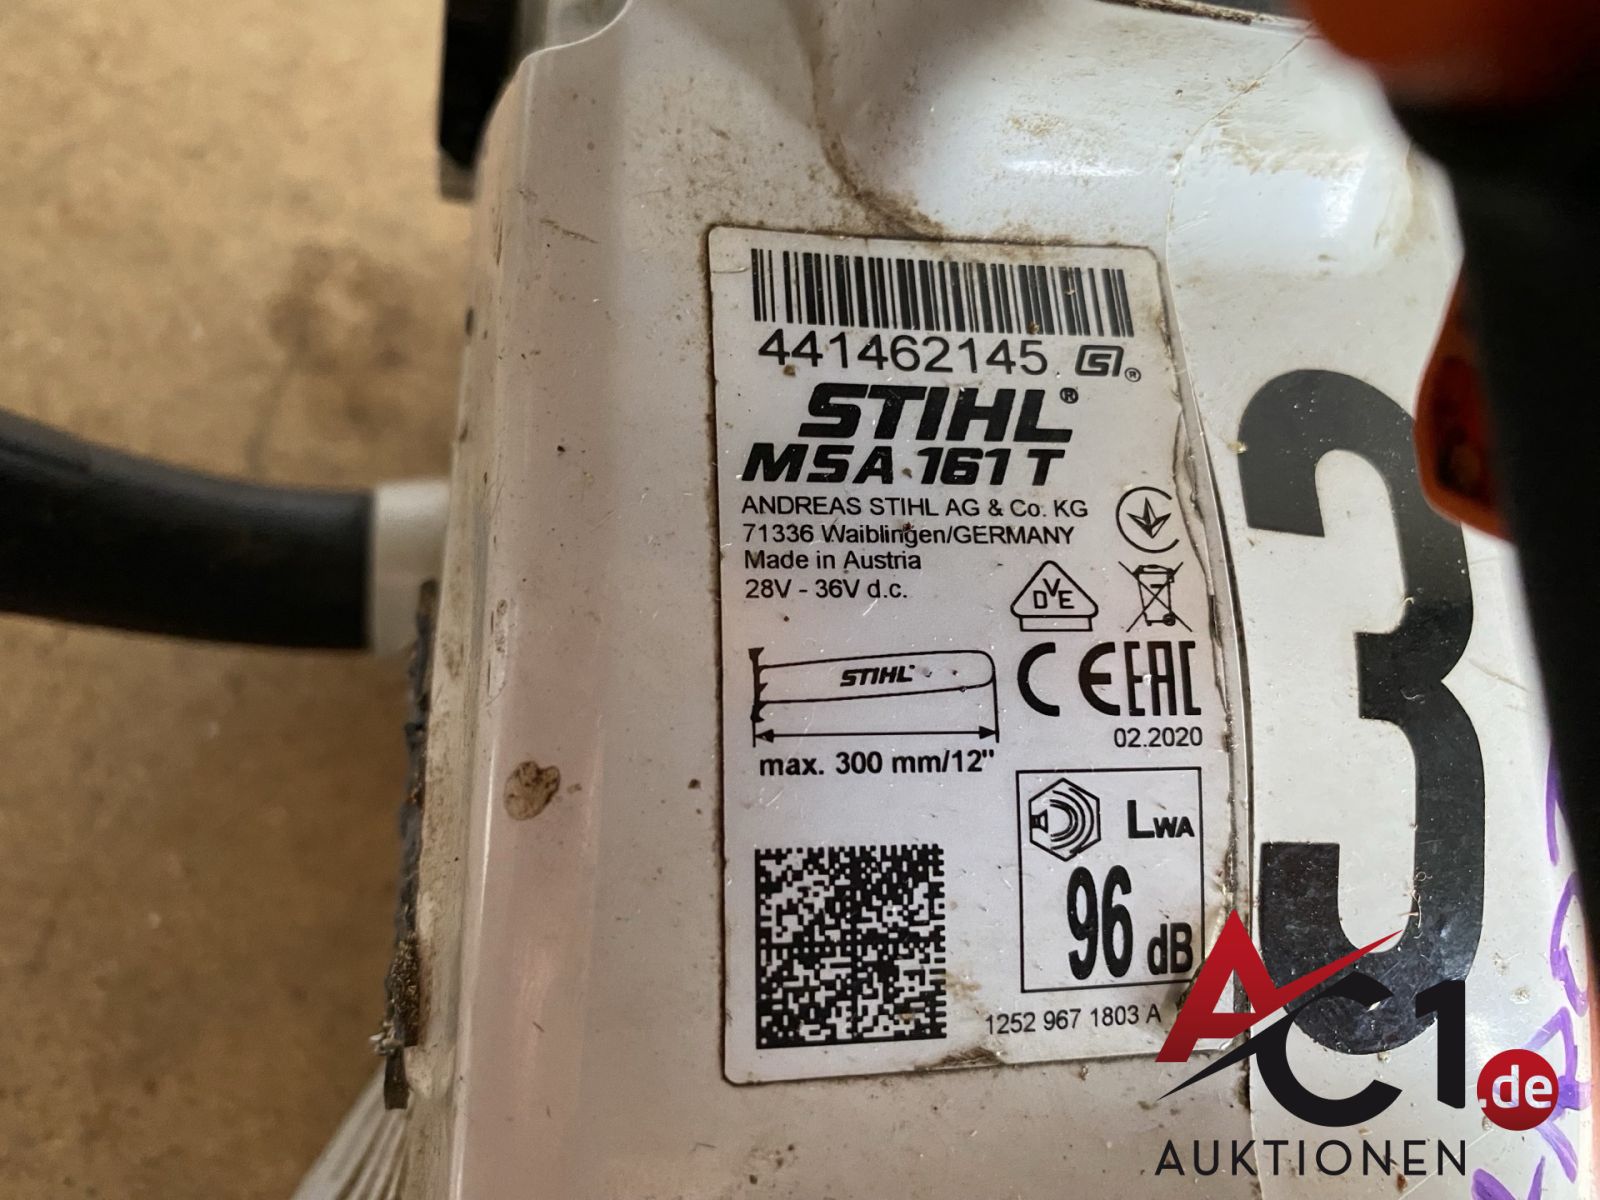 441462145
STIHL®
MSA 161 T
ANDREAS STIHL AG & Co. KG
71336 Waiblingen/GERMANY
Made in Austria
28V - 36V d.c.
DVE
STIHL
CE EAC
02.2020
max. 300 mm/12"
LWA
96 dB
1252 967 1803 A
3
AC1.de
AUKTIONEN